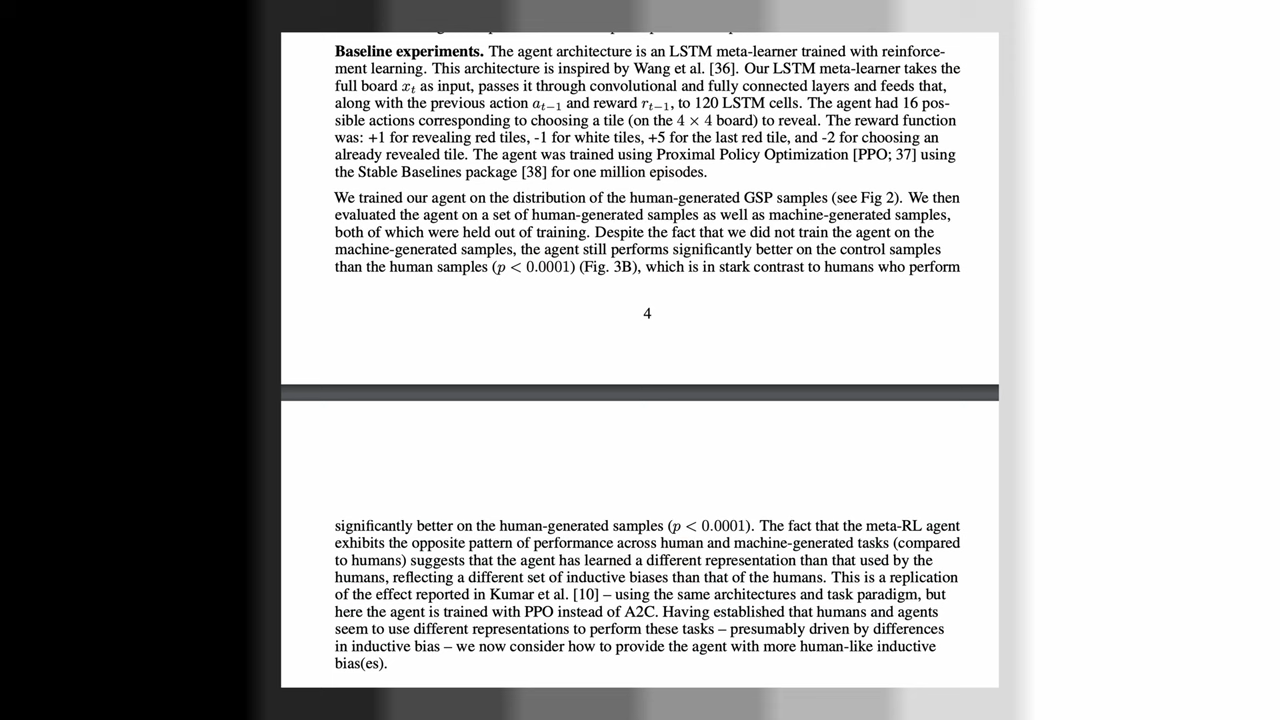 Baseline experiments. The agent architecture is an LSTM meta-learner trained with reinforce-
ment learning. This architecture is inspired by Wang et al. [36]. Our LSTM meta-learner takes the
full board xₜ as input, passes it through convolutional and fully connected layers and feeds that,
along with the previous action aₜ₋₁ and reward rₜ₋₁, to 120 LSTM cells. The agent had 16 pos-
sible actions corresponding to choosing a tile (on the 4 × 4 board) to reveal. The reward function
was: +1 for revealing red tiles, -1 for white tiles, +5 for the last red tile, and -2 for choosing an
already revealed tile. The agent was trained using Proximal Policy Optimization [PPO; 37] using
the Stable Baselines package [38] for one million episodes.
We trained our agent on the distribution of the human-generated GSP samples (see Fig 2). We then
evaluated the agent on a set of human-generated samples as well as machine-generated samples,
both of which were held out of training. Despite the fact that we did not train the agent on the
machine-generated samples, the agent still performs significantly better on the control samples
than the human samples (p < 0.0001) (Fig. 3B), which is in stark contrast to humans who perform
4
significantly better on the human-generated samples (p < 0.0001). The fact that the meta-RL agent
exhibits the opposite pattern of performance across human and machine-generated tasks (compared
to humans) suggests that the agent has learned a different representation than that used by the
humans, reflecting a different set of inductive biases than that of the humans. This is a replication
of the effect reported in Kumar et al. [10] – using the same architectures and task paradigm, but
here the agent is trained with PPO instead of A2C. Having established that humans and agents
seem to use different representations to perform these tasks – presumably driven by differences
in inductive bias – we now consider how to provide the agent with more human-like inductive
bias(es).